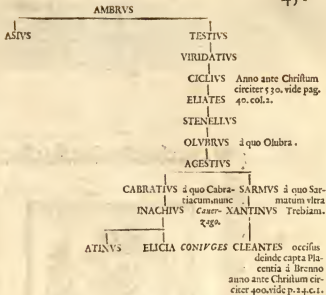 AMBRVS
ASIVS TESTIVS
VIRIDATIVS
CICLIVS Anno ante Christum
circiter 530. vide pag.
ELIATES 40. col. 2.
STENELLVS
OLVBRVS à quo Olubra.
AGESTIVS
CABRATIVS à quo Cabra- SARMVS à quo Sar-
tiacum, nunc matum vltra
INACHIVS Cauer- XANTINVS Trebiam.
zago.
ATINVS ELICIA CONIVGES CLEANTES occisus
deinde capta Pla-
centia à Brenno
anno ante Christum cir-
citer 400. vide p. 24. c. 1.